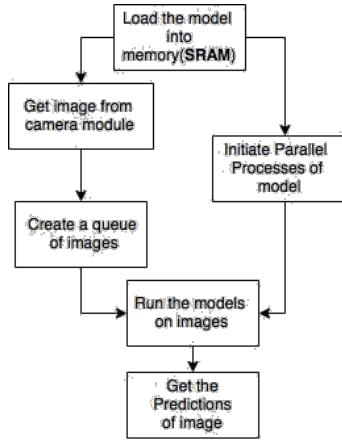 Load the model
into
memory(SRAM)
Get image from
camera module
Initiate Parallel
Processes of
model
Create a queue
of images
Run the models
on images
Get the
Predictions
of image